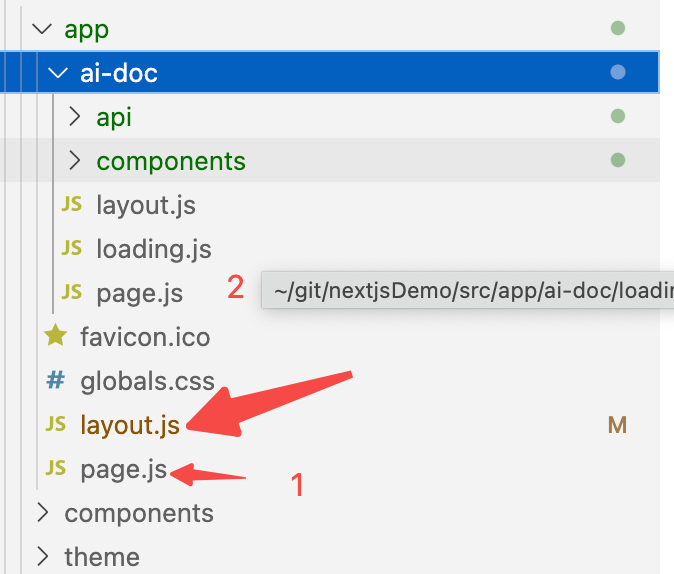 app
ai-doc
api
components
JS layout.js
JS loading.js
JS page.js 2 ~/git/nextjsDemo/src/app/ai-doc/loadin
favicon.ico
# globals.css
JS layout.js M
JS page.js 1
components
theme